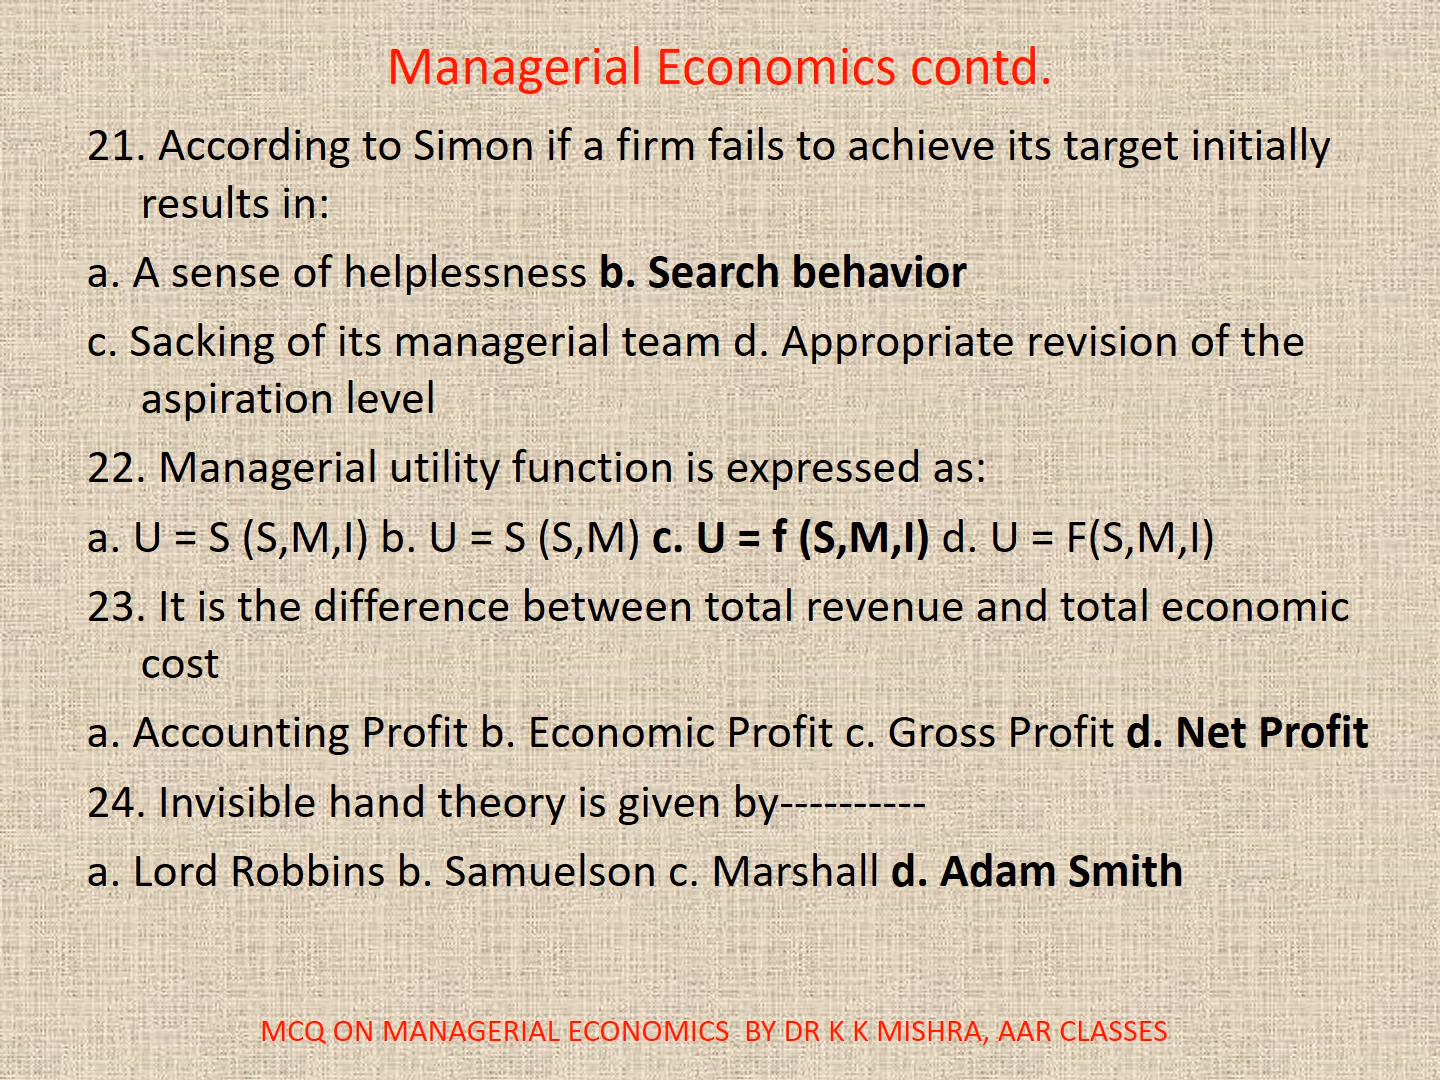 Managerial Economics contd.
21. According to Simon if a firm fails to achieve its target initially
results in:
a. A sense of helplessness b. Search behavior
c. Sacking of its managerial team d. Appropriate revision of the
aspiration level
22. Managerial utility function is expressed as:
a. U = S (S,M,I) b. U = S (S,M) c. U = f (S,M,I) d. U = F(S,M,I)
23. It is the difference between total revenue and total economic
cost
a. Accounting Profit b. Economic Profit c. Gross Profit d. Net Profit
24. Invisible hand theory is given by----------
a. Lord Robbins b. Samuelson c. Marshall d. Adam Smith
MCQ ON MANAGERIAL ECONOMICS  BY DR K K MISHRA, AAR CLASSES